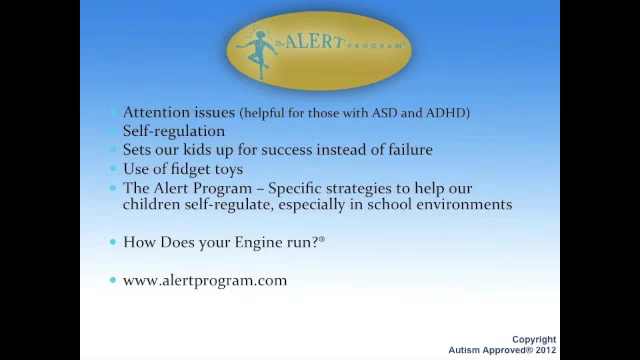 The ALERT PROGRAM
Attention issues (helpful for those with ASD and ADHD)
Self-regulation
Sets our kids up for success instead of failure
Use of fidget toys
The Alert Program – Specific strategies to help our
children self-regulate, especially in school environments
How Does your Engine run?®
www.alertprogram.com
Copyright
Autism Approved® 2012